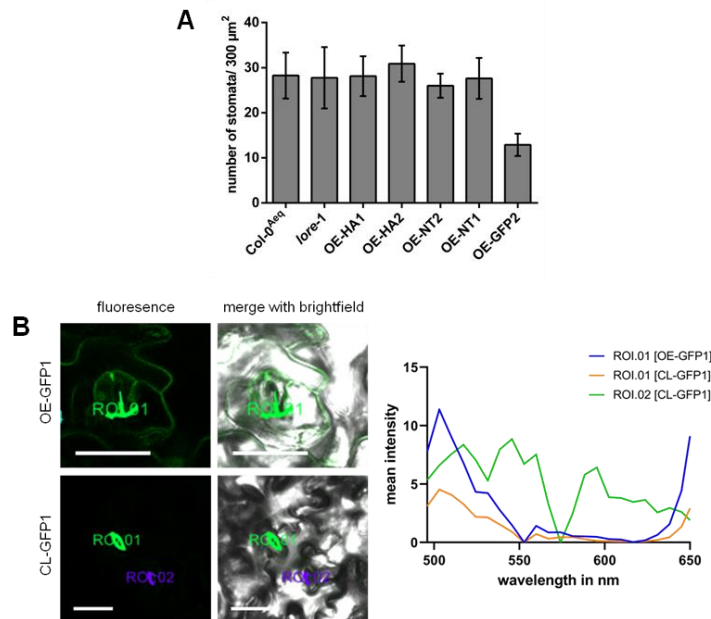 A
number of stomata/ 300 µm²
40
30
20
10
0
Col-0ᴬᵉᑫ
lore-1
OE-HA1
OE-HA2
OE-NT2
OE-NT1
OE-GFP2
B
fluoresence
merge with brightfield
OE-GFP1
ROI.01
ROI.01
CL-GFP1
ROI.01
ROI.02
ROI.01
ROI.02
ROI.01 [OE-GFP1]
ROI.01 [CL-GFP1]
ROI.02 [CL-GFP1]
mean intensity
15
10
5
0
500
550
600
650
wavelength in nm